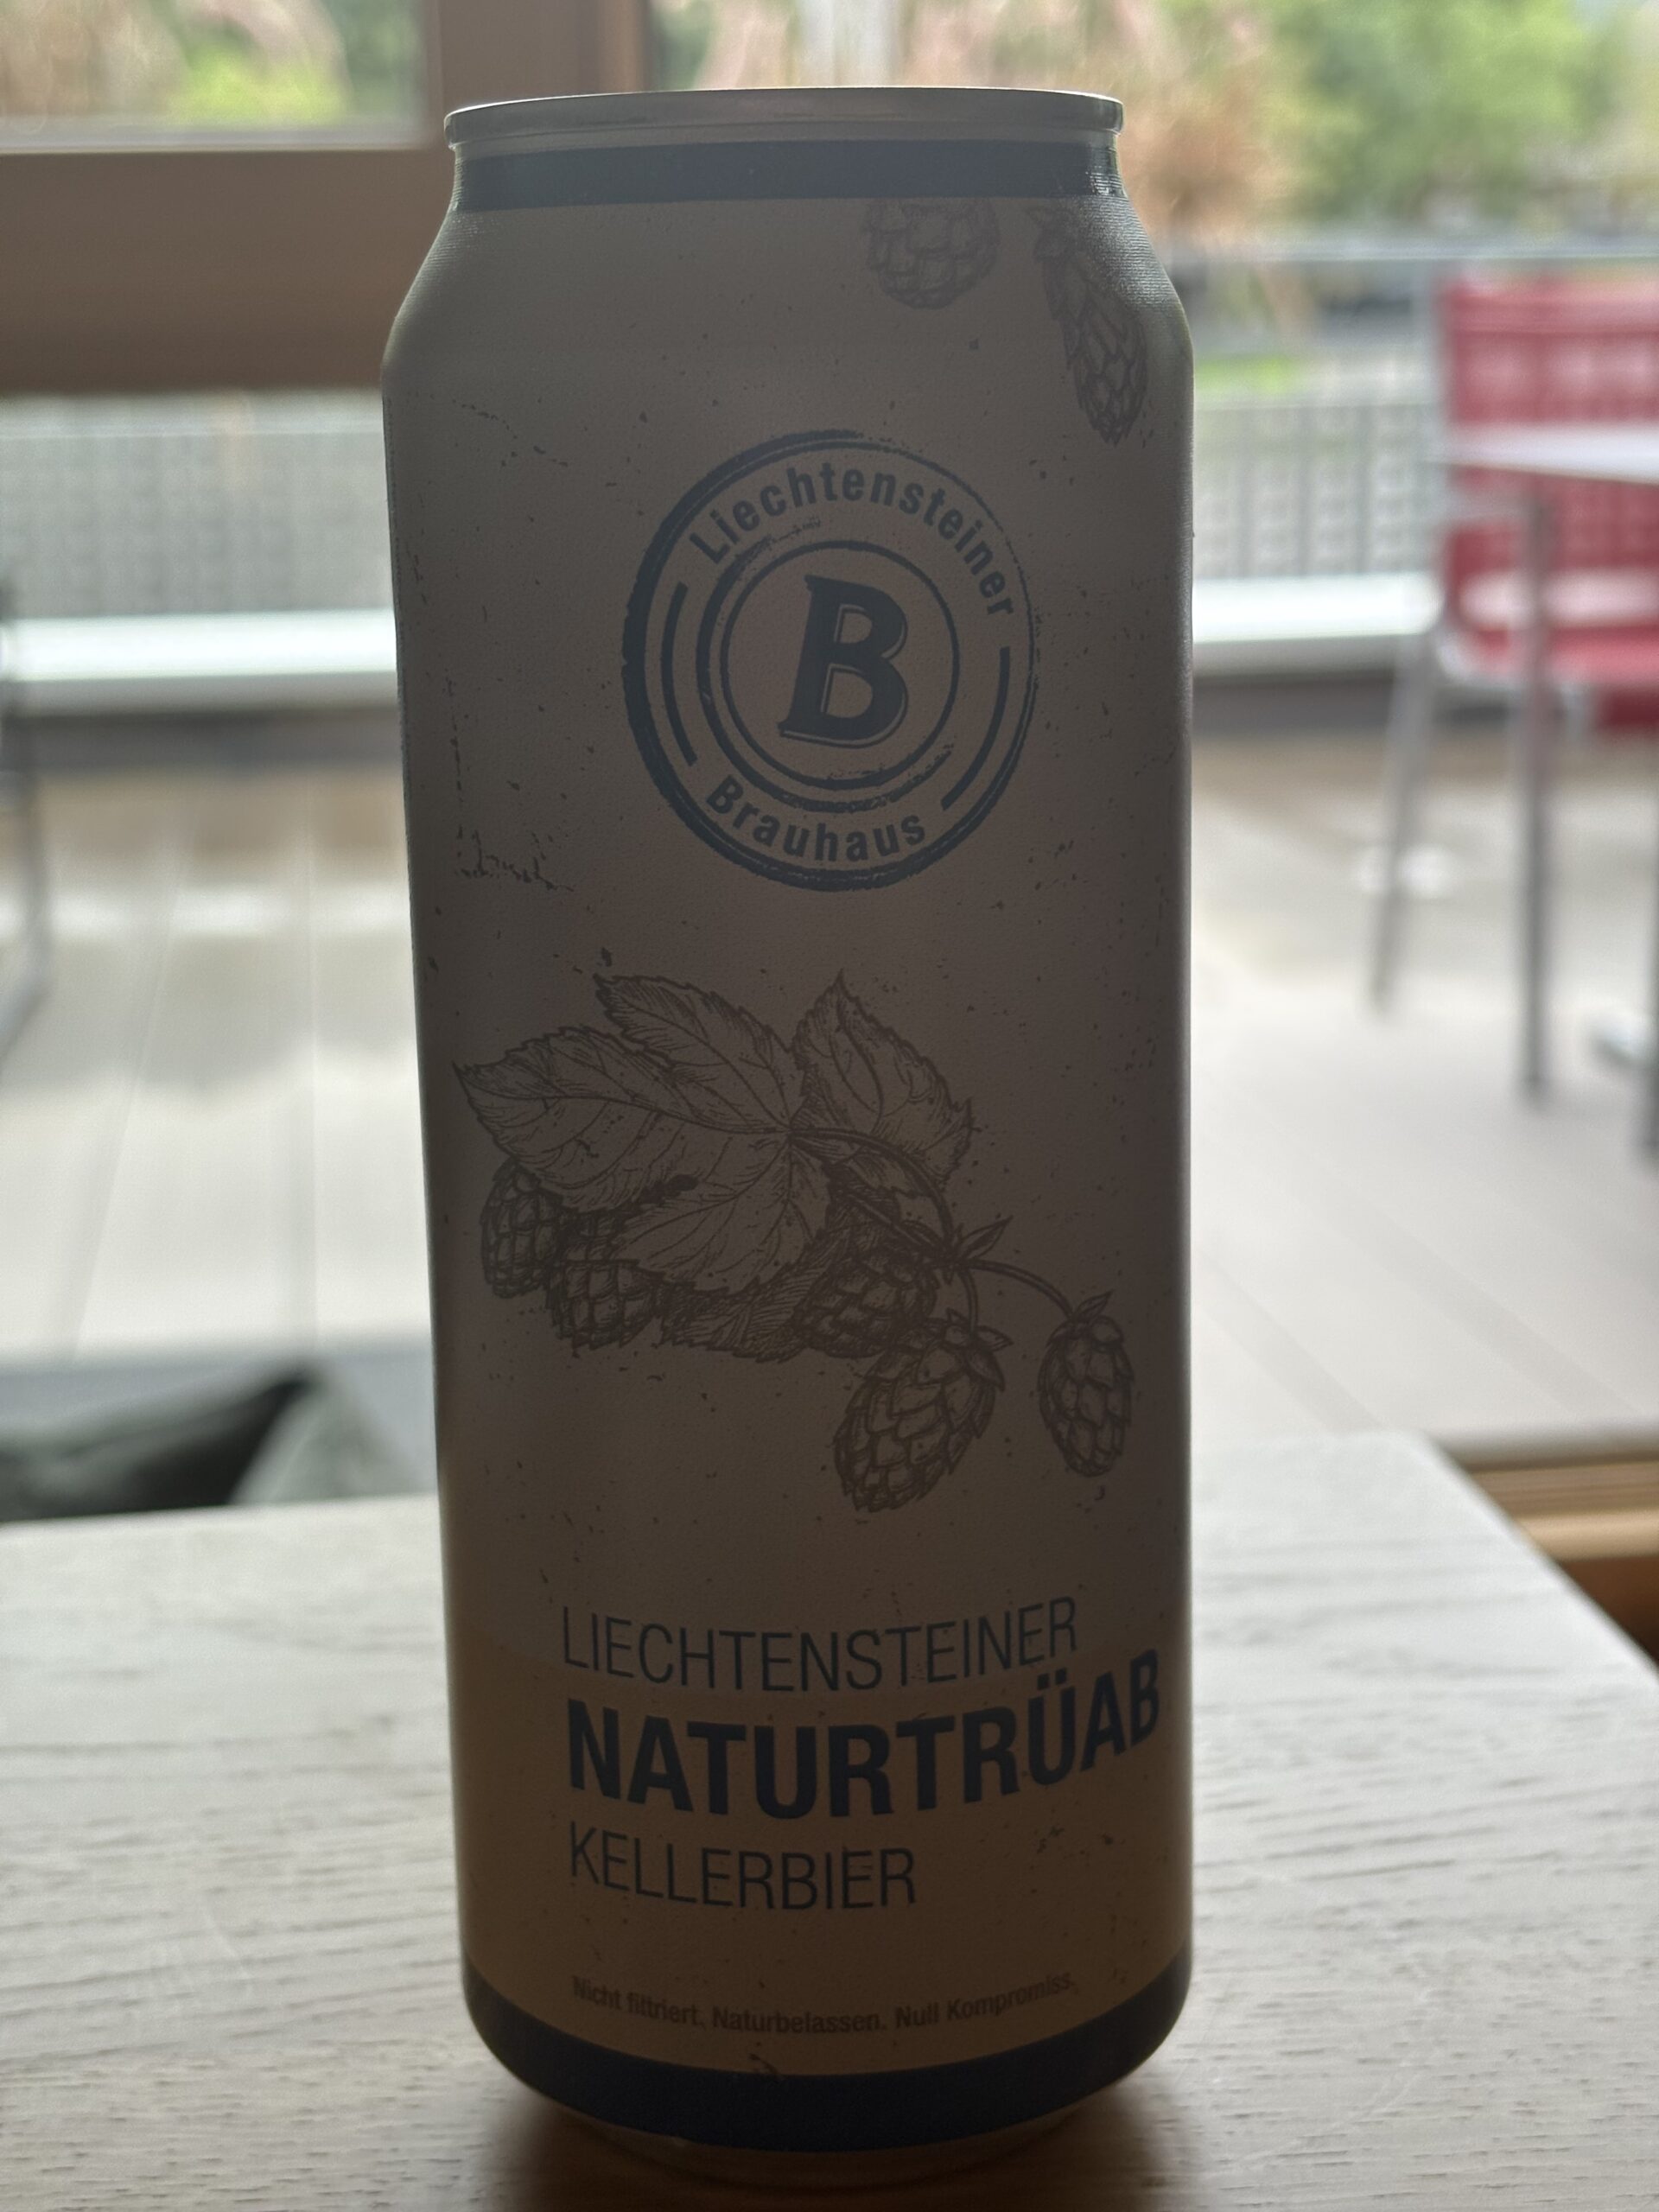 Liechtensteiner
B
Brauhaus
LIECHTENSTEINER
NATURTRÜAB
KELLERBIER
Nicht filtriert. Naturbelassen. Null Kompromiss.